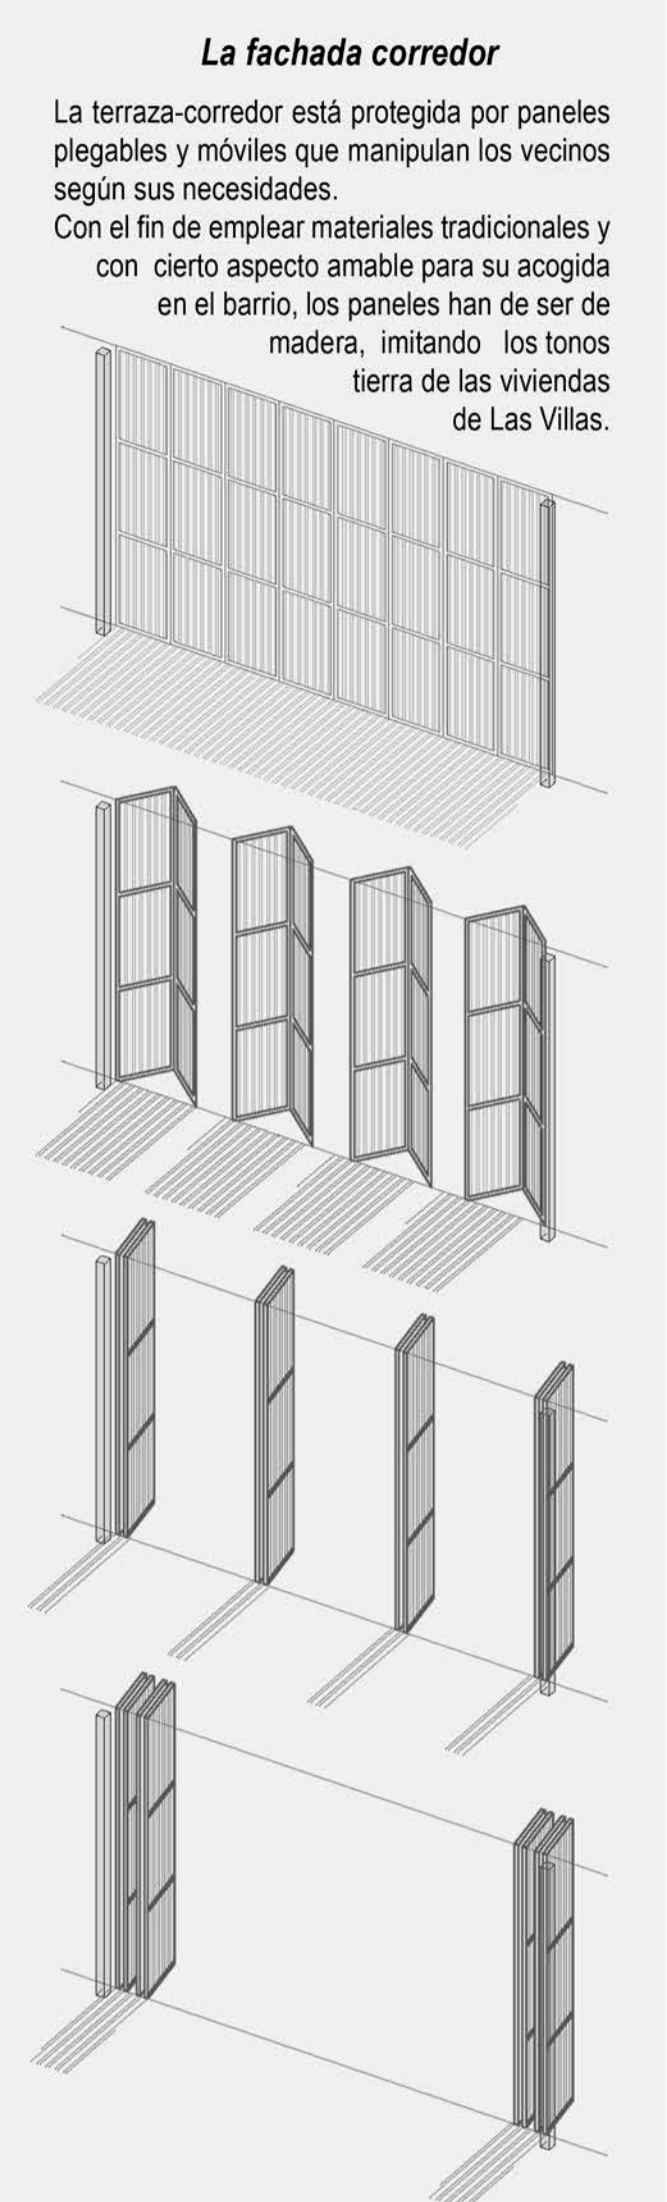 La fachada corredor
La terraza-corredor está protegida por paneles
plegables y móviles que manipulan los vecinos
según sus necesidades.
Con el fin de emplear materiales tradicionales y
con cierto aspecto amable para su acogida
en el barrio, los paneles han de ser de
madera, imitando los tonos
tierra de las viviendas
de Las Villas.